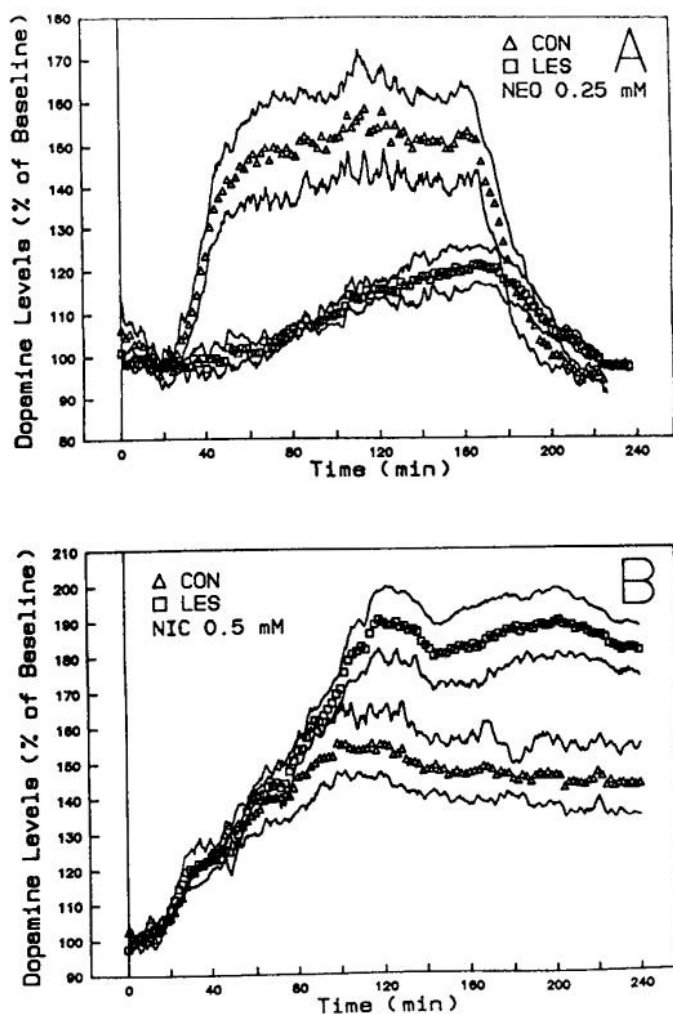 A
△ CON
□ LES
NEO 0.25 mM
Dopamine Levels (% of Baseline)
180
170
160
150
140
130
120
110
100
90
80
0 40 80 120 160 200 240
Time (min)
B
△ CON
□ LES
NIC 0.5 mM
Dopamine Levels (% of Baseline)
210
200
190
180
170
160
150
140
130
120
110
100
90
0 40 80 120 160 200 240
Time (min)